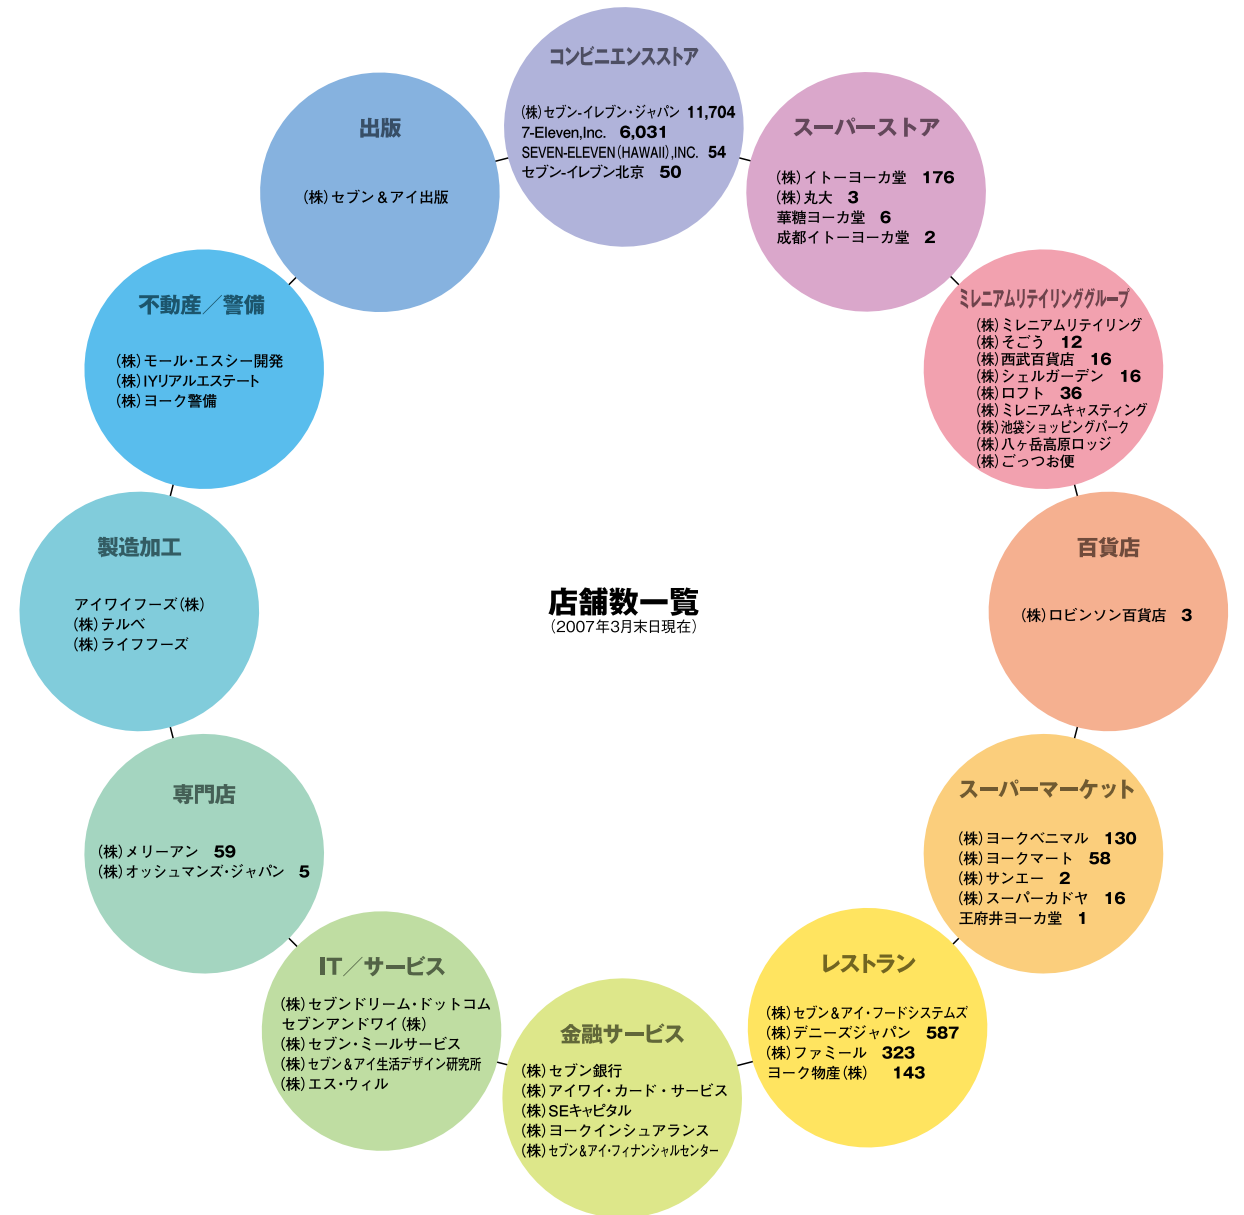 コンビニエンスストア
(株)セブン-イレブン・ジャパン 11,704
7-Eleven,Inc. 6,031
SEVEN-ELEVEN(HAWAII),INC. 54
セブン-イレブン北京 50
スーパーストア
(株)イトーヨーカ堂 176
(株)丸大 3
華糖ヨーカ堂 6
成都イトーヨーカ堂 2
ミレニアムリテイリンググループ
(株)ミレニアムリテイリング
(株)そごう 12
(株)西武百貨店 16
(株)シェルガーデン 16
(株)ロフト 36
(株)ミレニアムキャスティング
(株)池袋ショッピングパーク
(株)八ヶ岳高原ロッジ
(株)ごっつお便
百貨店
(株)ロビンソン百貨店 3
スーパーマーケット
(株)ヨークベニマル 130
(株)ヨークマート 58
(株)サンエー 2
(株)スーパーカドヤ 16
王府井ヨーカ堂 1
レストラン
(株)セブン&アイ・フードシステムズ
(株)デニーズジャパン 587
(株)ファミール 323
ヨーク物産(株) 143
金融サービス
(株)セブン銀行
(株)アイワイ・カード・サービス
(株)SEキャピタル
(株)ヨークインシュアランス
(株)セブン&アイ・フィナンシャルセンター
IT/サービス
(株)セブンドリーム・ドットコム
セブンアンドワイ(株)
(株)セブン・ミールサービス
(株)セブン&アイ生活デザイン研究所
(株)エス・ウィル
専門店
(株)メリーアン 59
(株)オッシュマンズ・ジャパン 5
製造加工
アイワイフーズ(株)
(株)テルベ
(株)ライフフーズ
不動産/警備
(株)モール・エスシー開発
(株)IYリアルエステート
(株)ヨーク警備
出版
(株)セブン&アイ出版
店舗数一覧
(2007年3月末日現在)